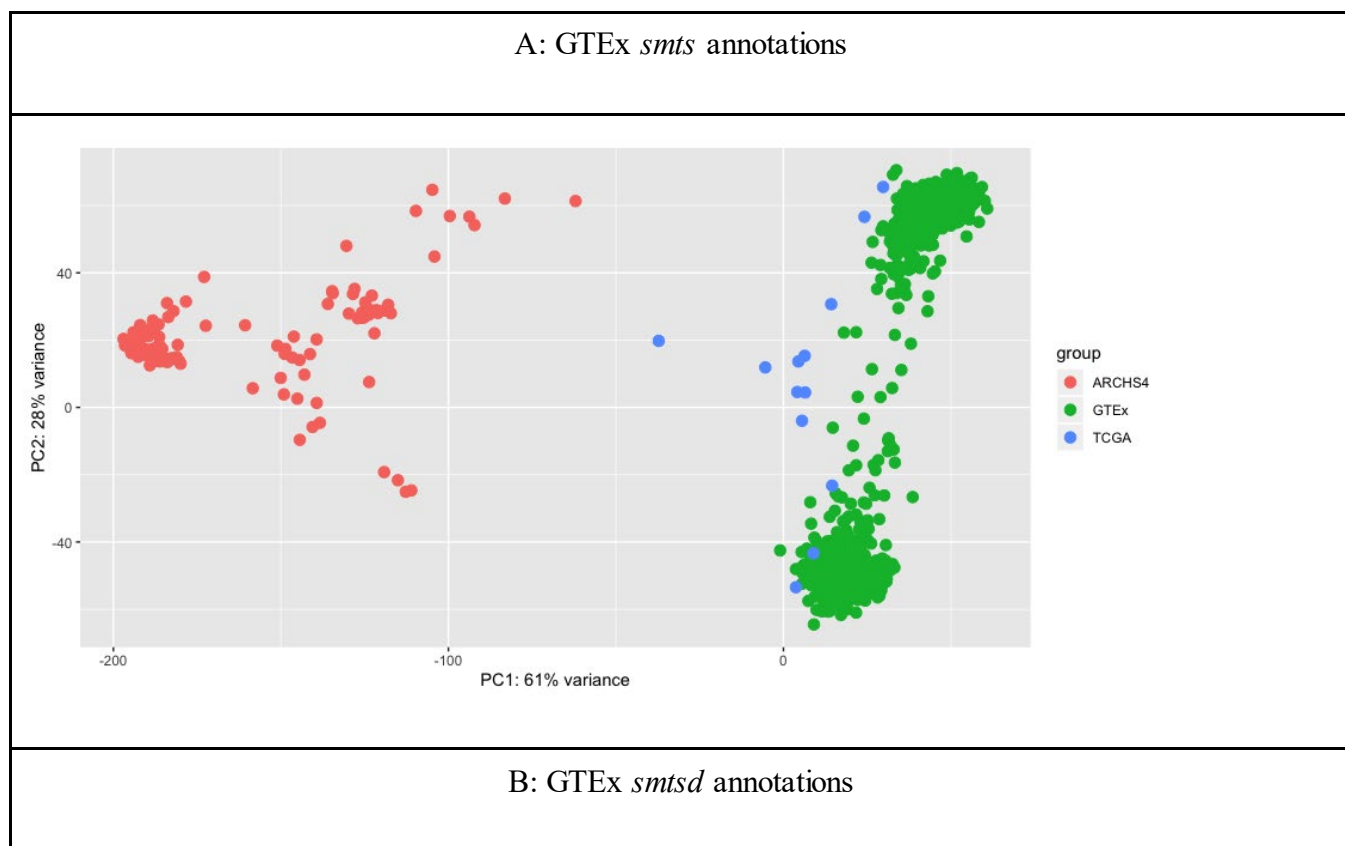 A: GTEx smts annotations
40
0
-40
PC2: 28% variance
-200
-100
0
PC1: 61% variance
group
ARCHS4
GTEx
TCGA
B: GTEx smtsd annotations